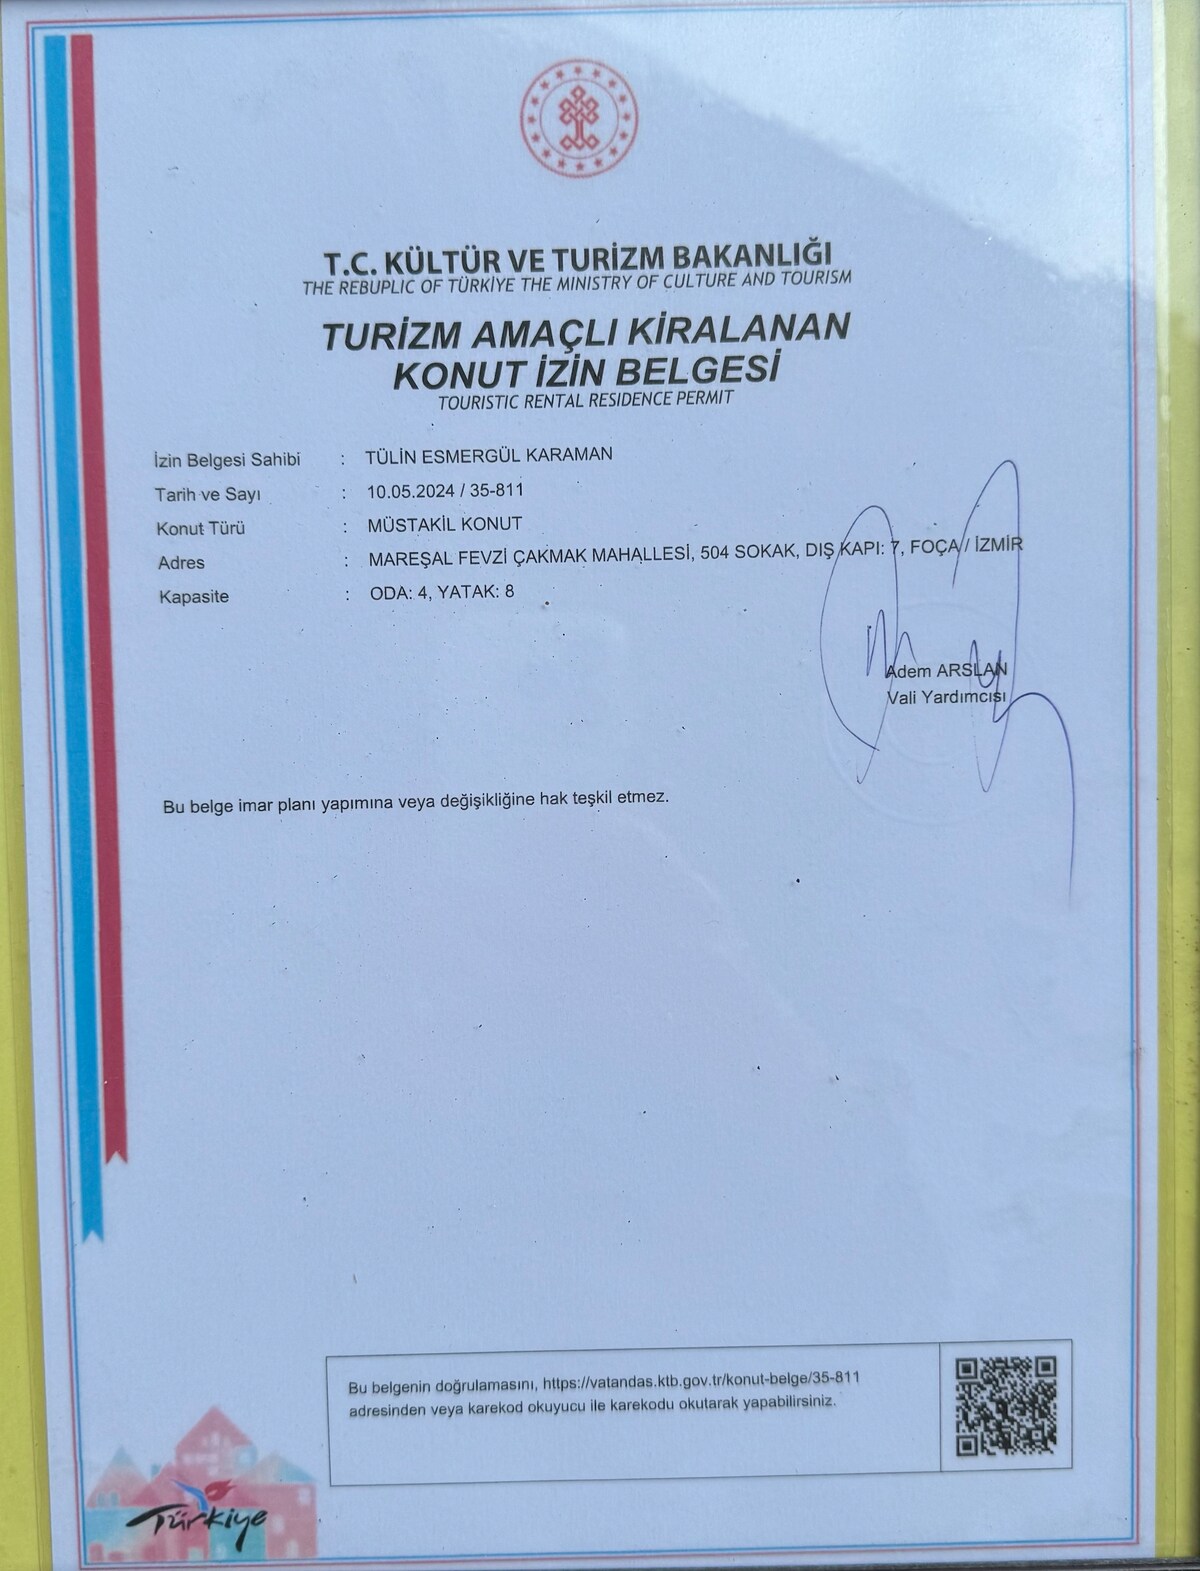 T.C. KÜLTÜR VE TURİZM BAKANLIĞI
THE REBUPLIC OF TÜRKİYE THE MINISTRY OF CULTURE AND TOURISM
TURİZM AMAÇLI KİRALANAN
KONUT İZİN BELGESİ
TOURISTIC RENTAL RESIDENCE PERMIT
İzin Belgesi Sahibi : TÜLİN ESMERGÜL KARAMAN
Tarih ve Sayı : 10.05.2024 / 35-811
Konut Türü : MÜSTAKİL KONUT
Adres : MAREŞAL FEVZİ ÇAKMAK MAHALLESİ, 504 SOKAK, DIŞ KAPI: 7, FOÇA / İZMİR
Kapasite : ODA: 4, YATAK: 8
Adem ARSLAN
Vali Yardımcısı
Bu belge imar planı yapımına veya değişikliğine hak teşkil etmez.
Bu belgenin doğrulamasını, https://vatandas.ktb.gov.tr/konut-belge/35-811
adresinden veya karekod okuyucu ile karekodu okutarak yapabilirsiniz.
Türkiye